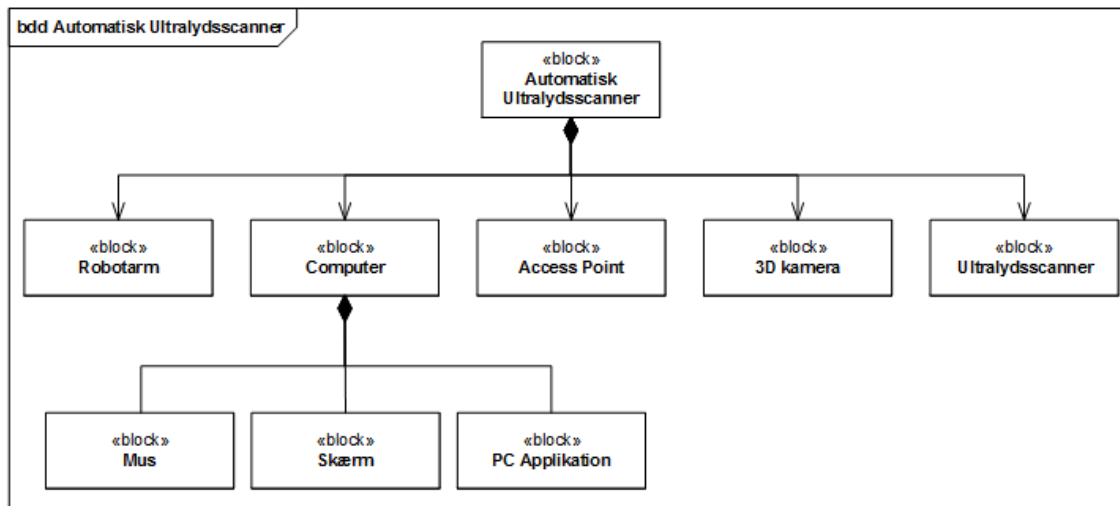 bdd Automatisk Ultralydsscanner
«block»
Automatisk
Ultralydsscanner
«block»
Robotarm
«block»
Computer
«block»
Access Point
«block»
3D kamera
«block»
Ultralydsscanner
«block»
Mus
«block»
Skærm
«block»
PC Applikation